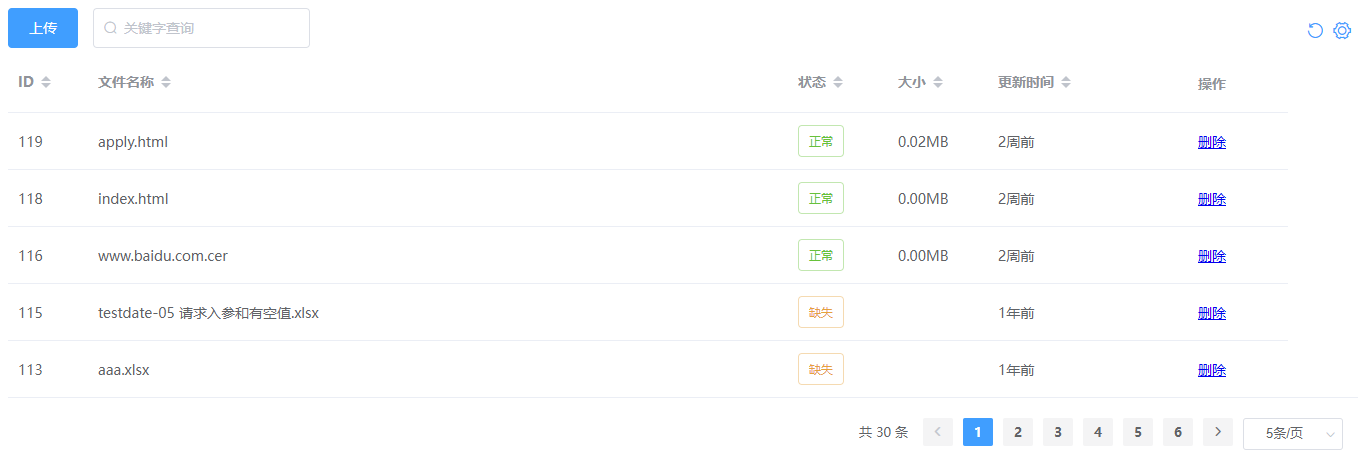 上传 关键字查询
ID 文件名称 状态 大小 更新时间 操作
119 apply.html 正常 0.02MB 2周前 删除
118 index.html 正常 0.00MB 2周前 删除
116 www.baidu.com.cer 正常 0.00MB 2周前 删除
115 testdate-05 请求入参和有空值.xlsx 缺失 1年前 删除
113 aaa.xlsx 缺失 1年前 删除
共 30 条 1 2 3 4 5 6 5条/页